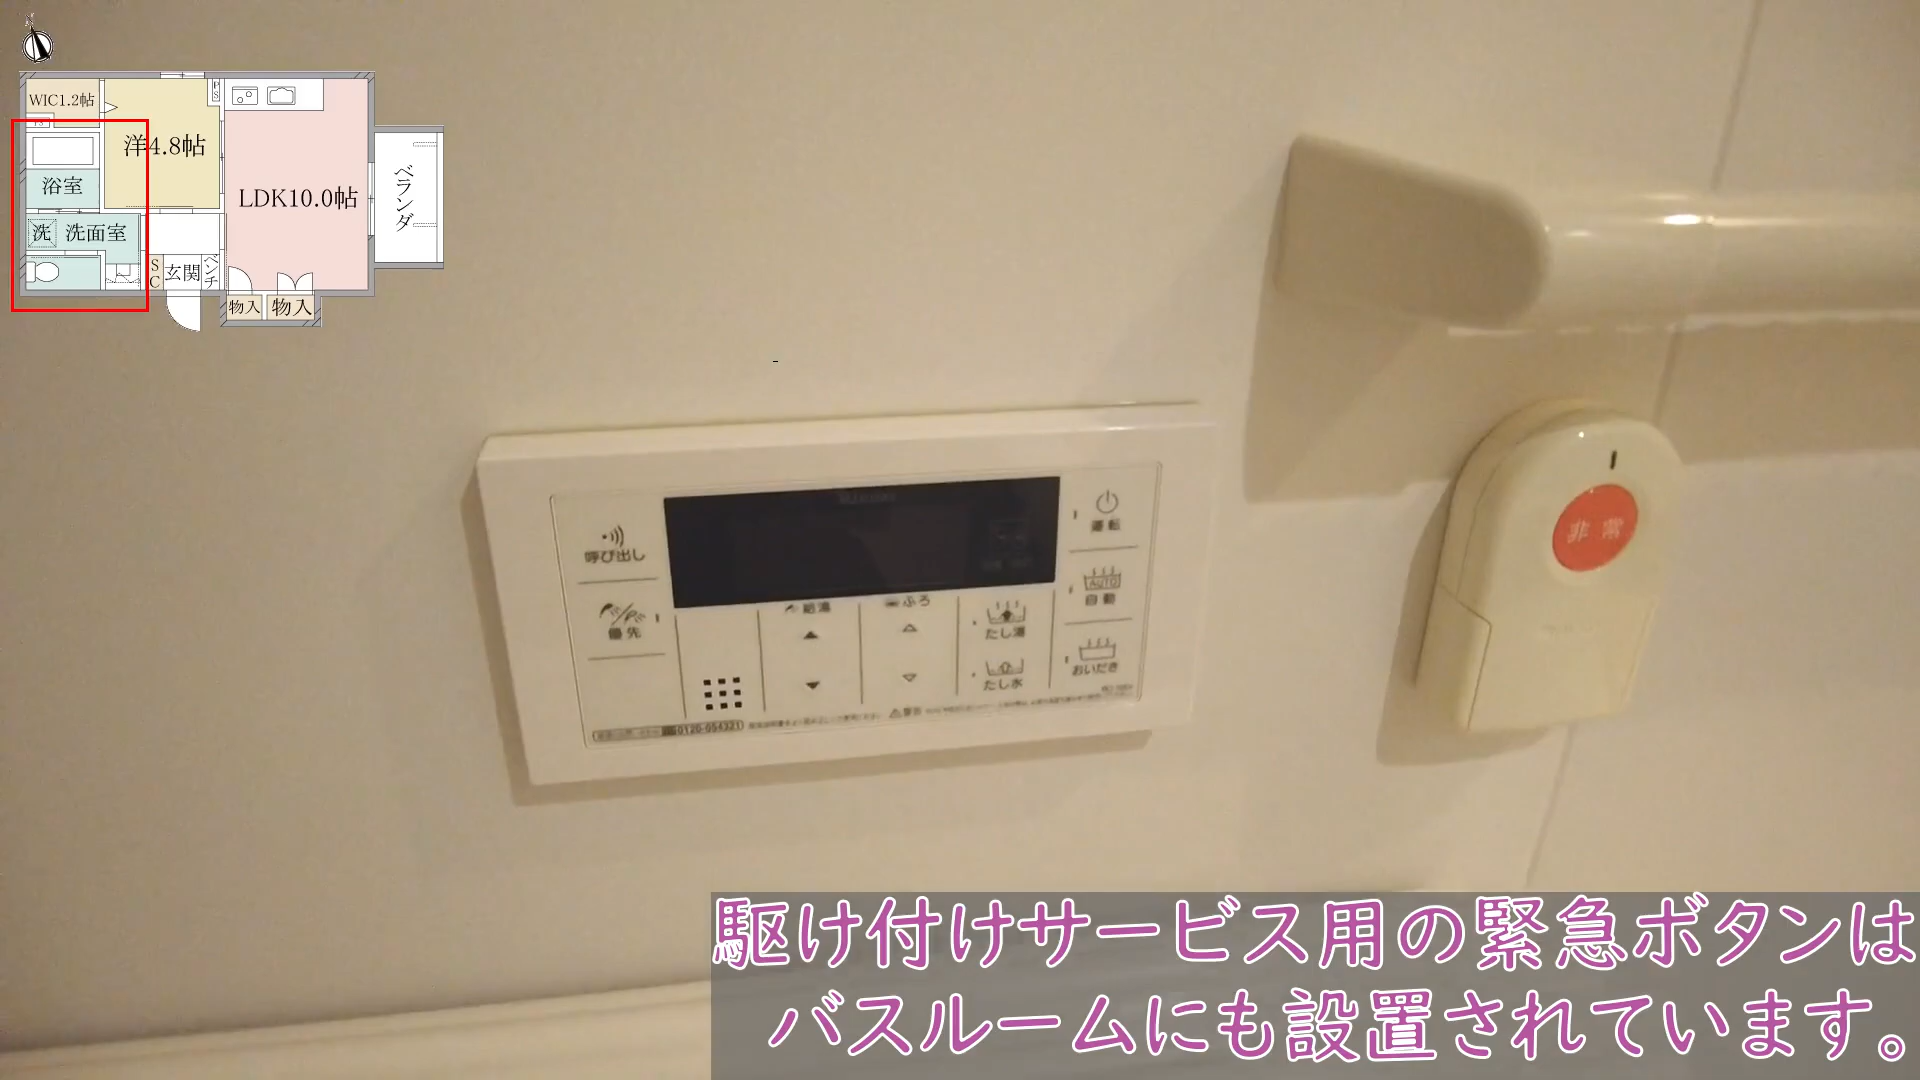 N
WIC1.2帖
PS
洋4.8帖
浴室
LDK10.0帖
ベランダ
洗
洗面室
SC
玄関
ベンチ
物入
物入
呼び出し
優先
給湯
ふろ
たし湯
たし水
運転
AUTO
自動
おいだき
0120-054321
非常
駆け付けサービス用の緊急ボタンは
バスルームにも設置されています。